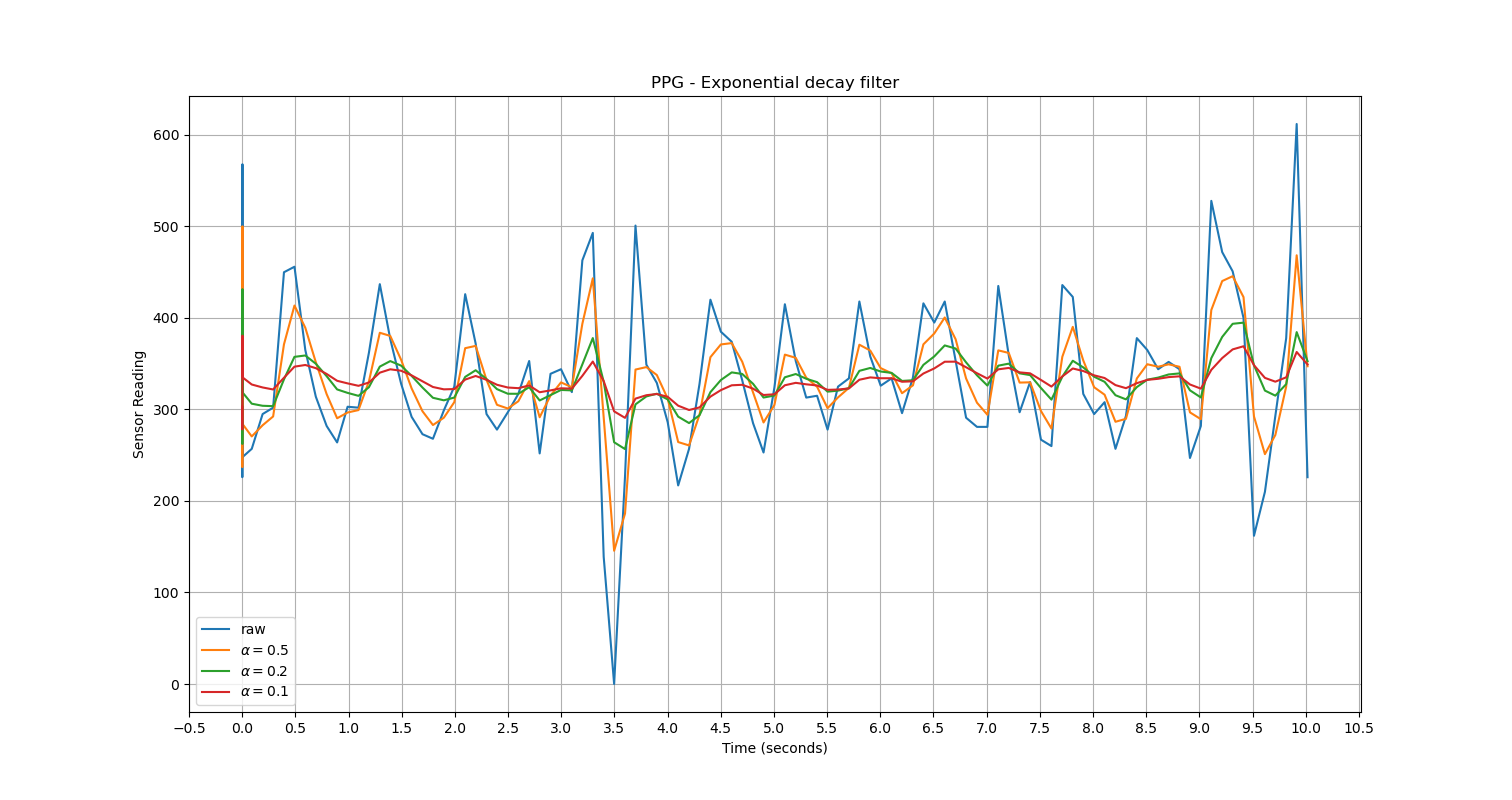 PPG - Exponential decay filter
Sensor Reading
600
500
400
300
200
100
0
raw
α = 0.5
α = 0.2
α = 0.1
−0.5 0.0 0.5 1.0 1.5 2.0 2.5 3.0 3.5 4.0 4.5 5.0 5.5 6.0 6.5 7.0 7.5 8.0 8.5 9.0 9.5 10.0 10.5
Time (seconds)